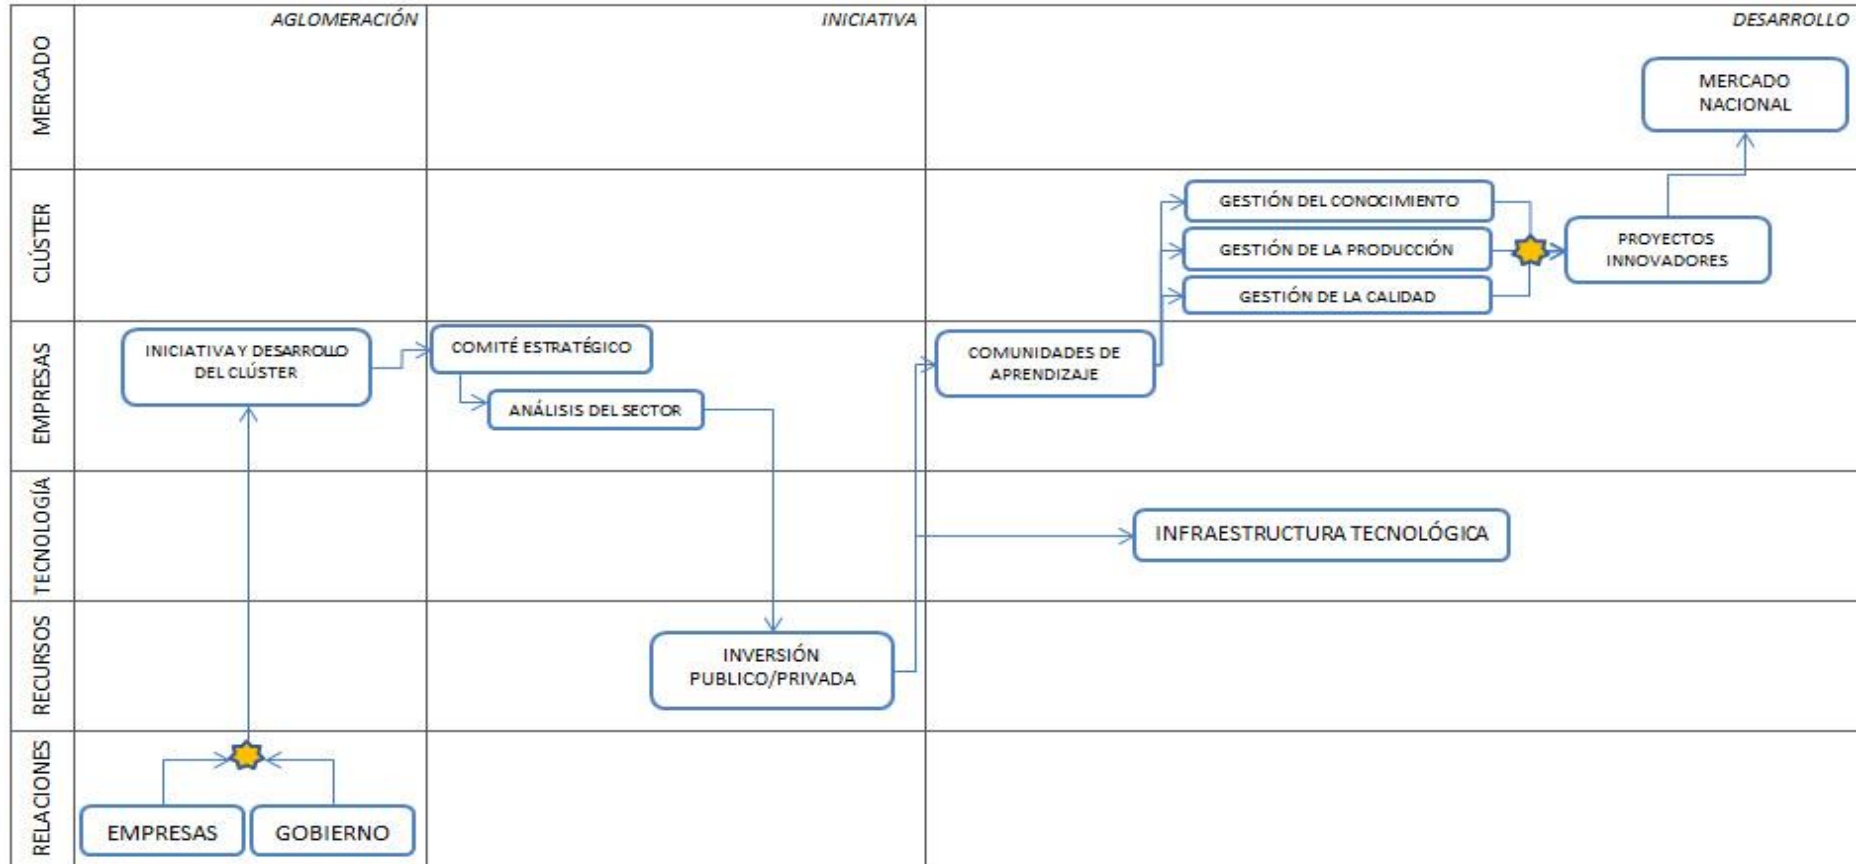 AGLOMERACIÓN
INICIATIVA
DESARROLLO
MERCADO
MERCADO
NACIONAL
CLÚSTER
GESTIÓN DEL CONOCIMIENTO
GESTIÓN DE LA PRODUCCIÓN
GESTIÓN DE LA CALIDAD
PROYECTOS
INNOVADORES
EMPRESAS
INICIATIVA Y DESARROLLO
DEL CLÚSTER
COMITÉ ESTRATÉGICO
ANÁLISIS DEL SECTOR
COMUNIDADES DE
APRENDIZAJE
TECNOLOGÍA
INFRAESTRUCTURA TECNOLÓGICA
RECURSOS
INVERSIÓN
PUBLICO/PRIVADA
RELACIONES
EMPRESAS
GOBIERNO